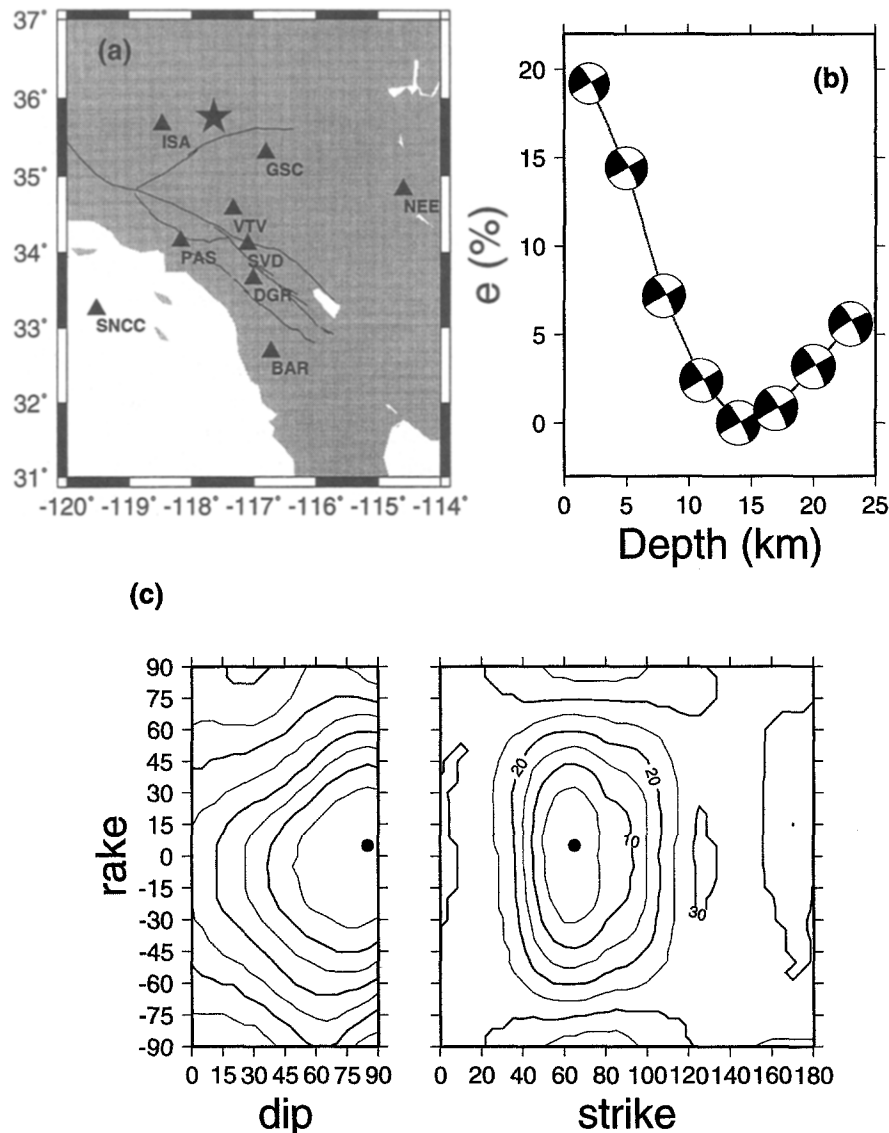 (a)
37°
36°
35°
34°
33°
32°
31°
ISA
GSC
NEE
VTV
PAS
SVD
DGR
SNCC
BAR
-120° -119° -118° -117° -116° -115° -114°
(b)
20
15
10
5
0
e (%)
0 5 10 15 20 25
Depth (km)
(c)
90
75
60
45
30
15
0
-15
-30
-45
-60
-75
-90
rake
0 15 30 45 60 75 90
dip
20
20
10
30
0 20 40 60 80 100 120 140 160 180
strike